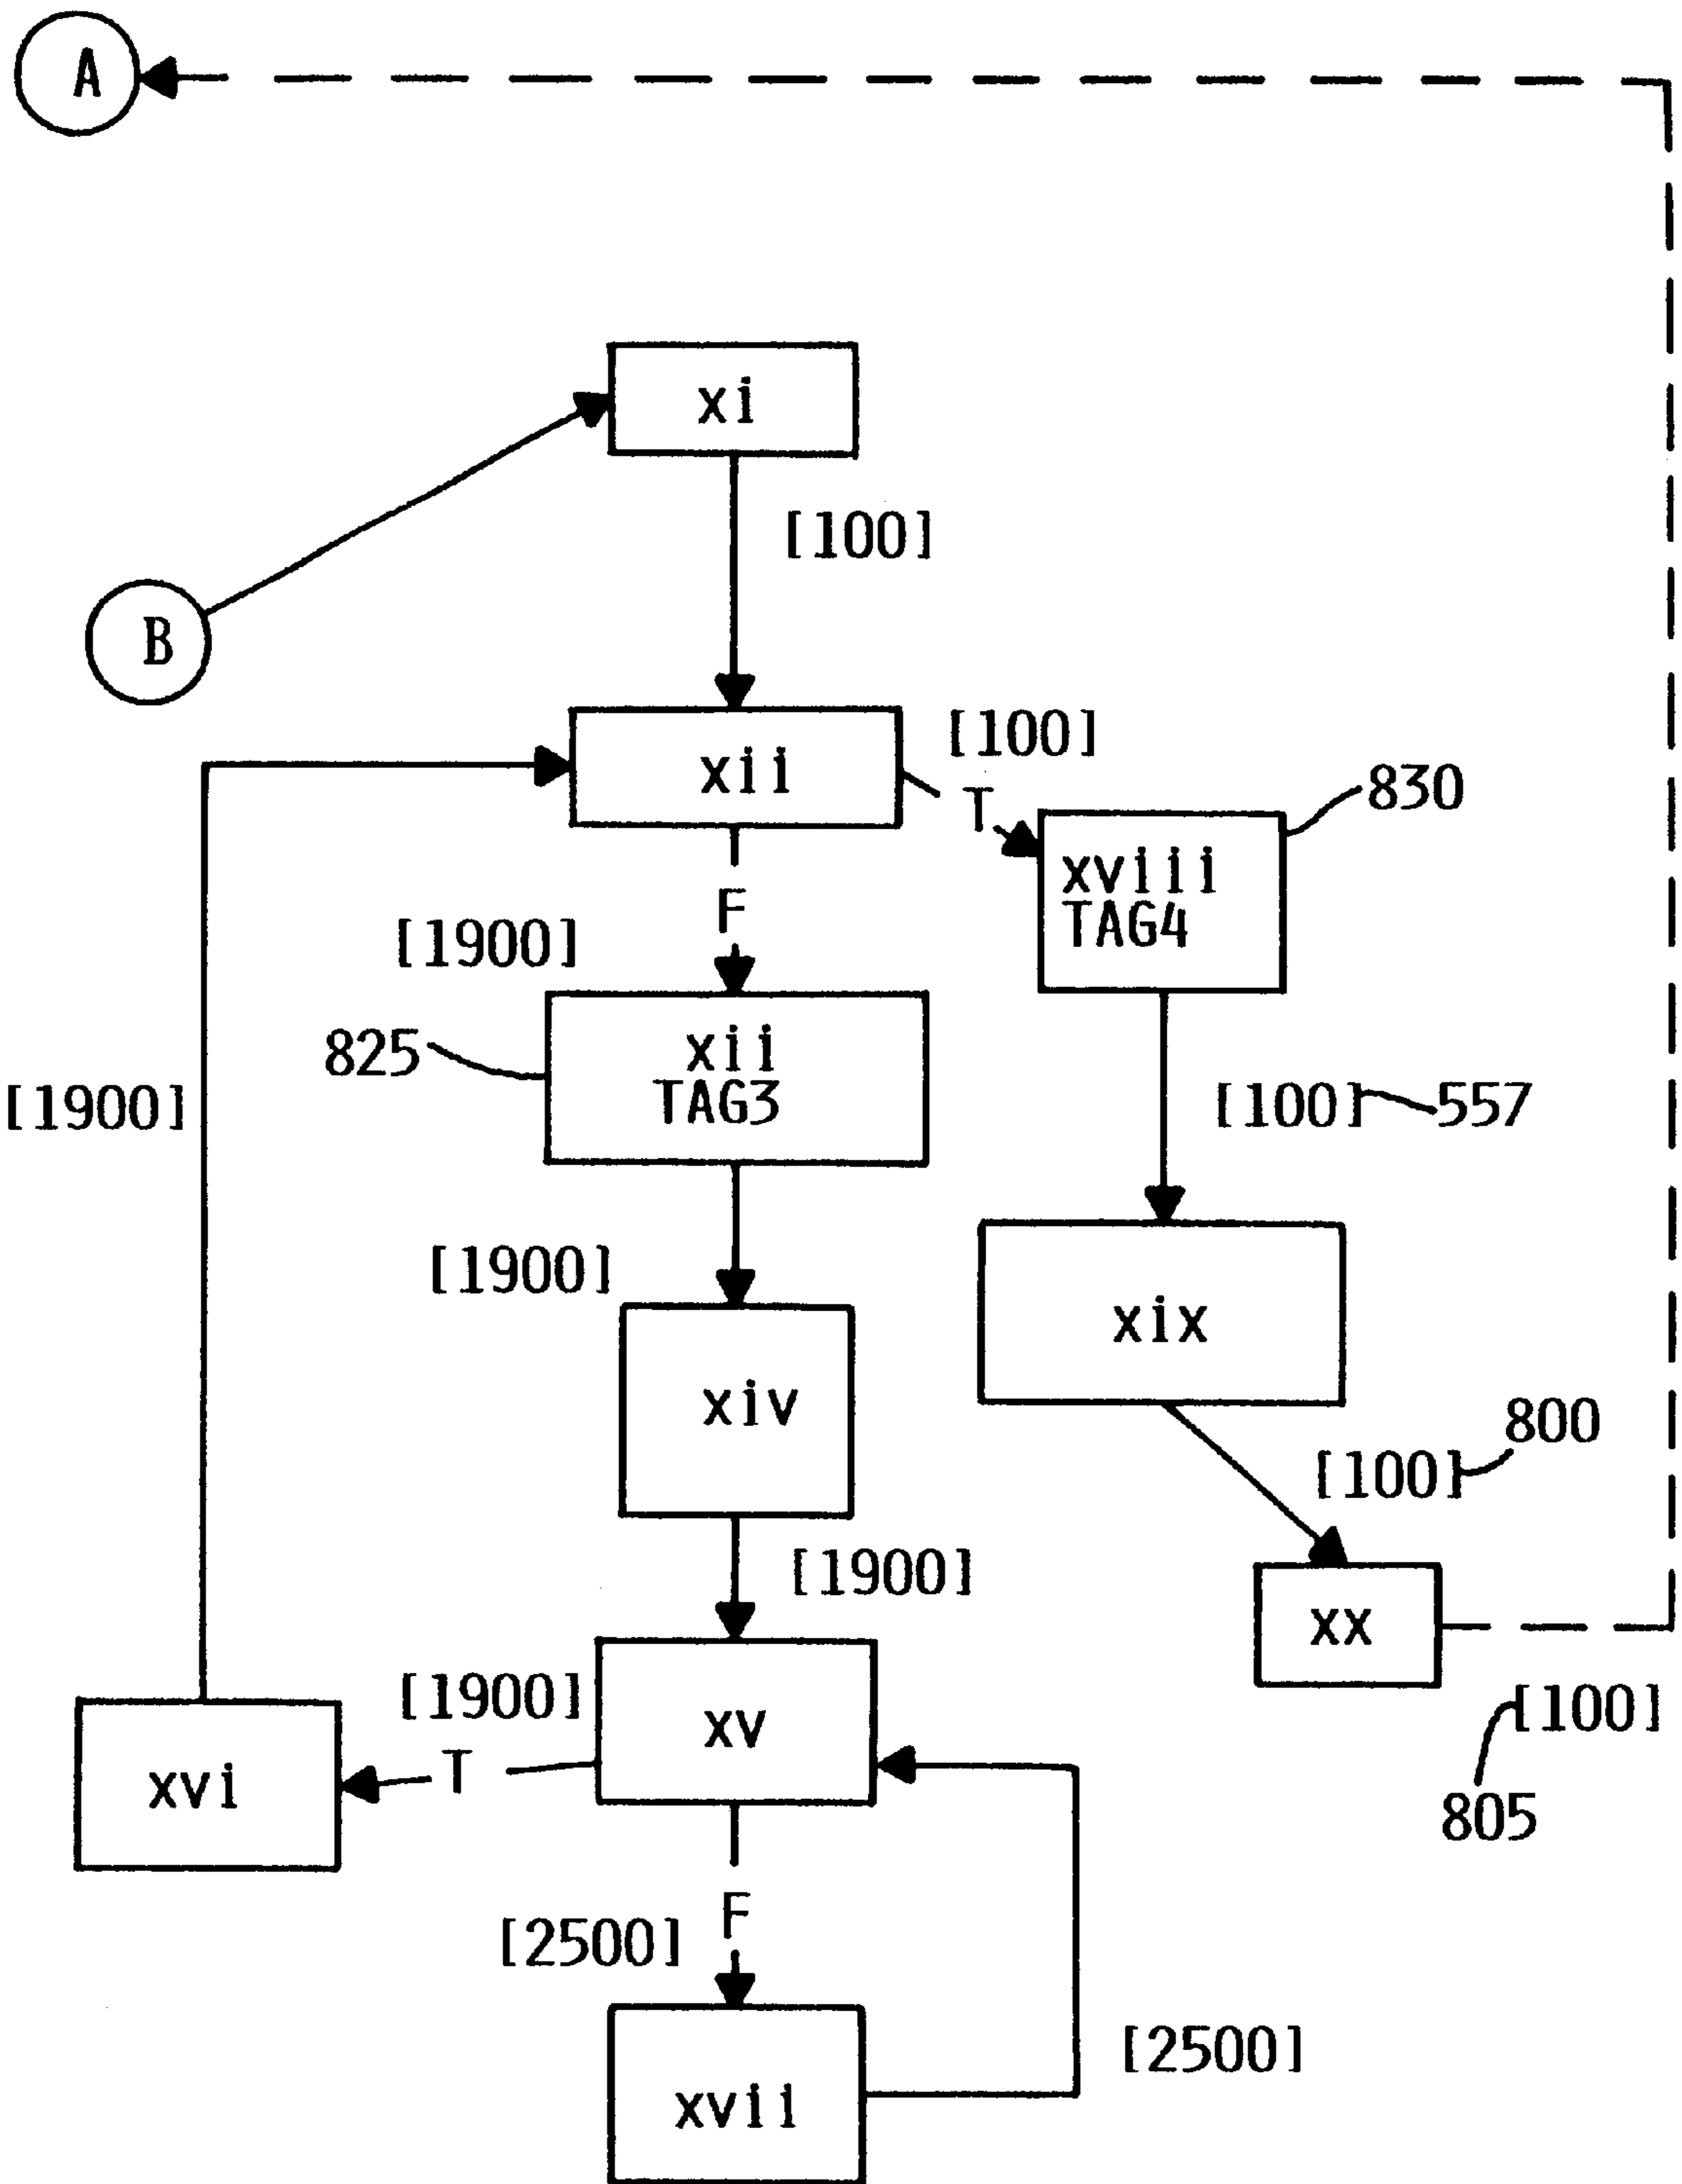 A
xi
[100]
B
xii
[100]
T
830
xviii
TAG4
F
[1900]
825
xii
TAG3
[1900]
[100]
557
[1900]
xiv
xix
800
[100]
[1900]
xx
[1900]
xv
[100]
T
xvi
805
F
[2500]
[2500]
xvii